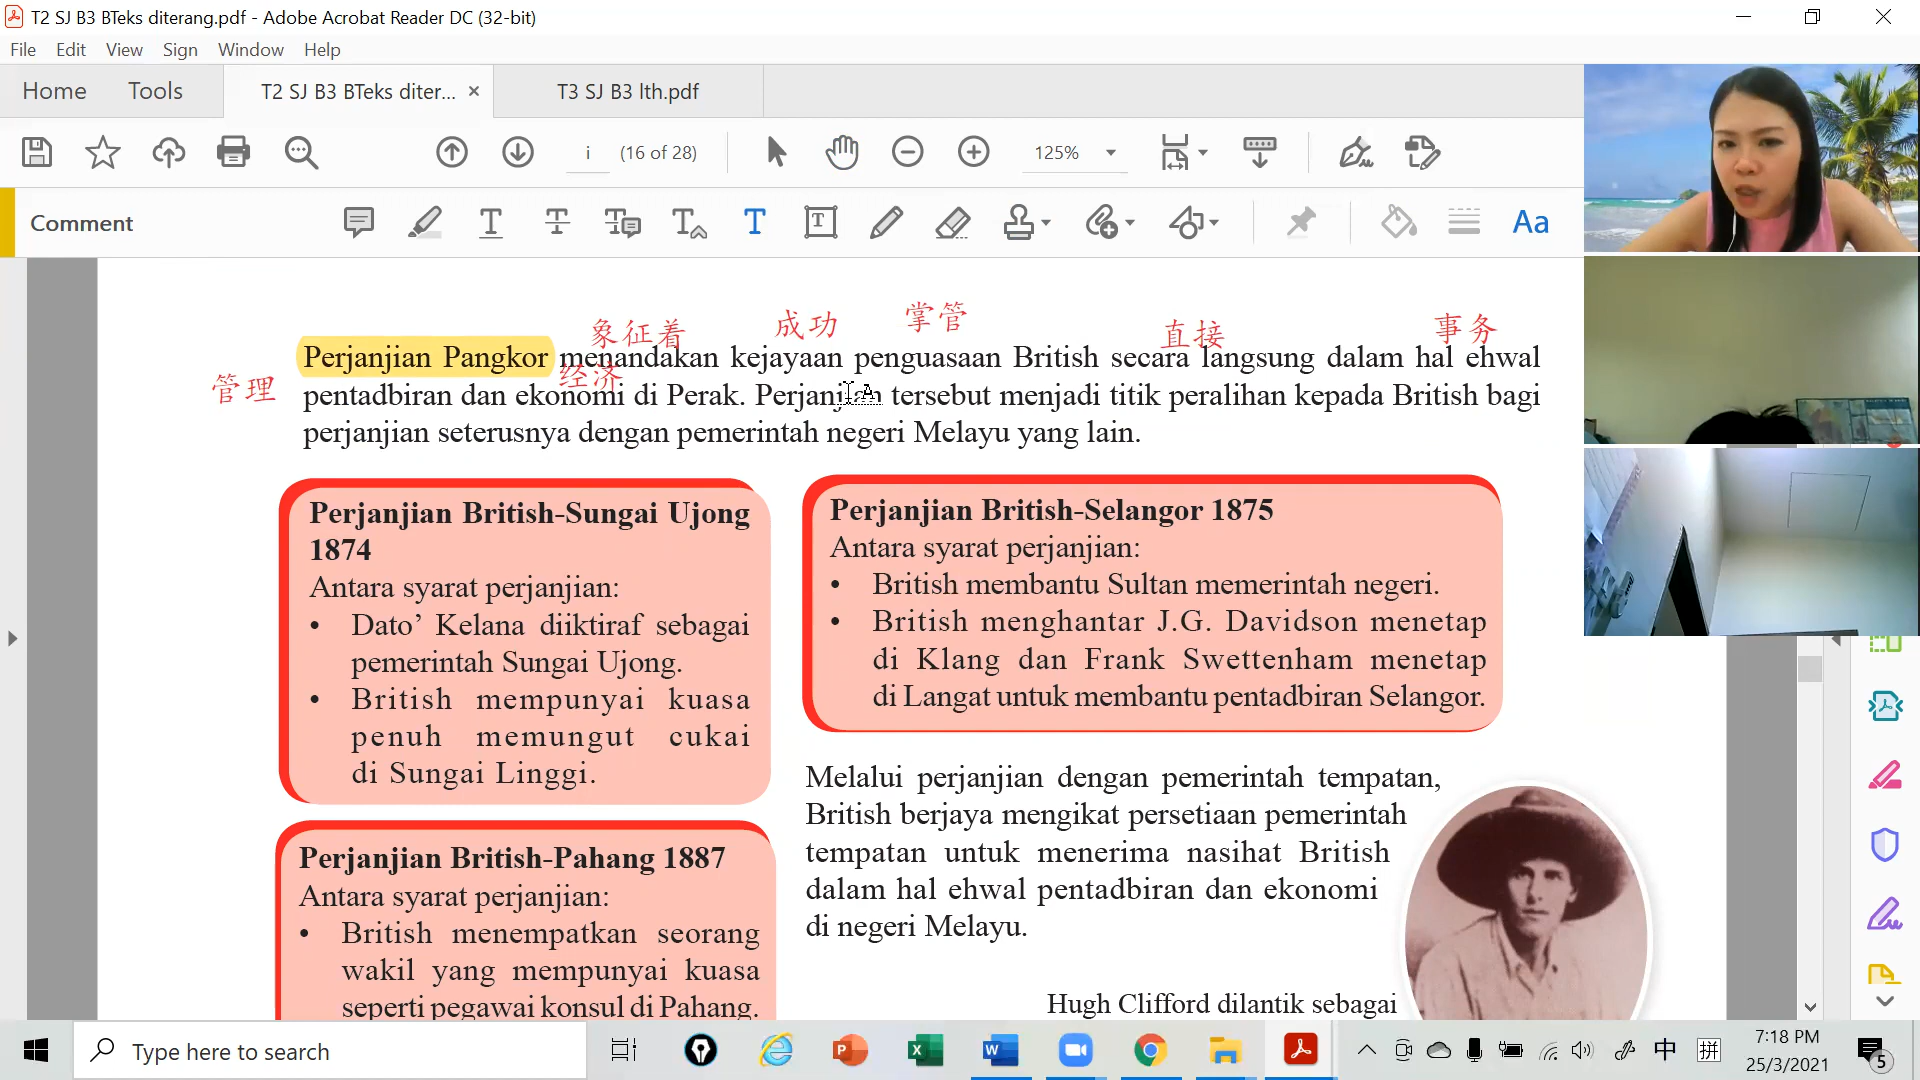 T2 SJ B3 BTeks diterang.pdf - Adobe Acrobat Reader DC (32-bit)
File Edit View Sign Window Help
Home Tools T2 SJ B3 BTeks diter... × T3 SJ B3 lth.pdf
i (16 of 28) 125%
Comment
象征着 成功 掌管 直接 事务
Perjanjian Pangkor menandakan kejayaan penguasaan British secara langsung dalam hal ehwal
管理 经济
pentadbiran dan ekonomi di Perak. Perjanjian tersebut menjadi titik peralihan kepada British bagi
perjanjian seterusnya dengan pemerintah negeri Melayu yang lain.
Perjanjian British-Sungai Ujong
1874
Antara syarat perjanjian:
• Dato’ Kelana diiktiraf sebagai
pemerintah Sungai Ujong.
• British mempunyai kuasa
penuh memungut cukai
di Sungai Linggi.
Perjanjian British-Selangor 1875
Antara syarat perjanjian:
• British membantu Sultan memerintah negeri.
• British menghantar J.G. Davidson menetap
di Klang dan Frank Swettenham menetap
di Langat untuk membantu pentadbiran Selangor.
Perjanjian British-Pahang 1887
Antara syarat perjanjian:
• British menempatkan seorang
wakil yang mempunyai kuasa
seperti pegawai konsul di Pahang.
Melalui perjanjian dengan pemerintah tempatan,
British berjaya mengikat persetiaan pemerintah
tempatan untuk menerima nasihat British
dalam hal ehwal pentadbiran dan ekonomi
di negeri Melayu.
Hugh Clifford dilantik sebagai
Type here to search
中 拼 7:18 PM
25/3/2021
5